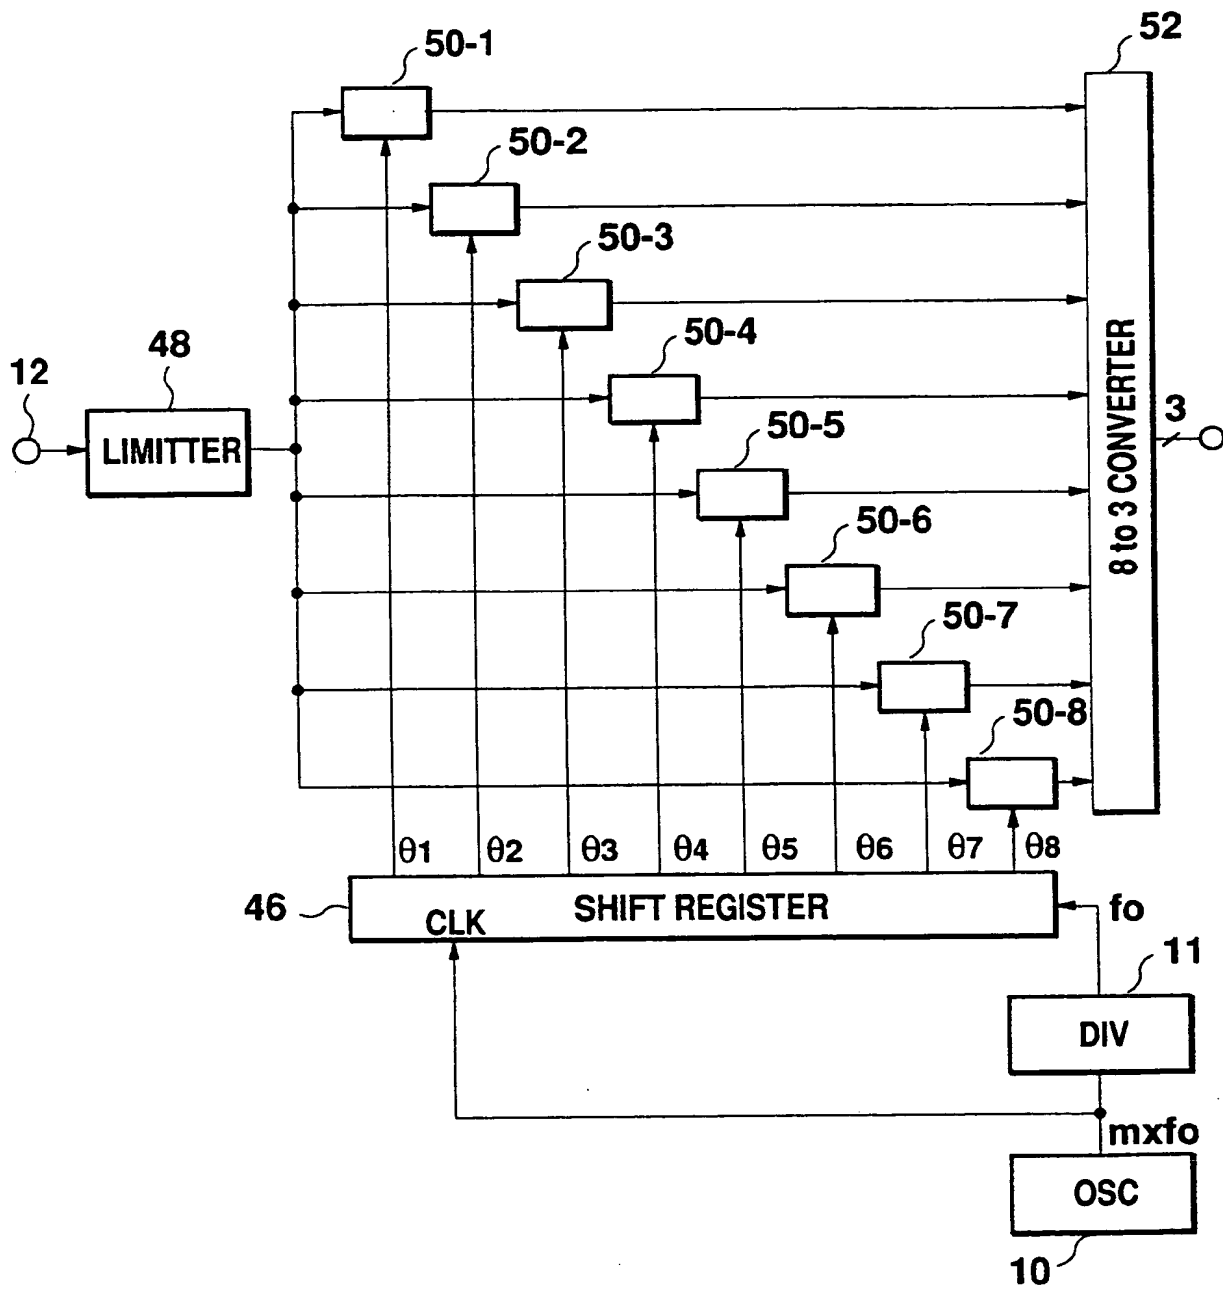 50-1
52
50-2
50-3
48
50-4
12
LIMITTER
8 to 3 CONVERTER
3
50-5
50-6
50-7
50-8
θ1 θ2 θ3 θ4 θ5 θ6 θ7 θ8
46
CLK
SHIFT REGISTER
fo
11
DIV
mxfo
OSC
10